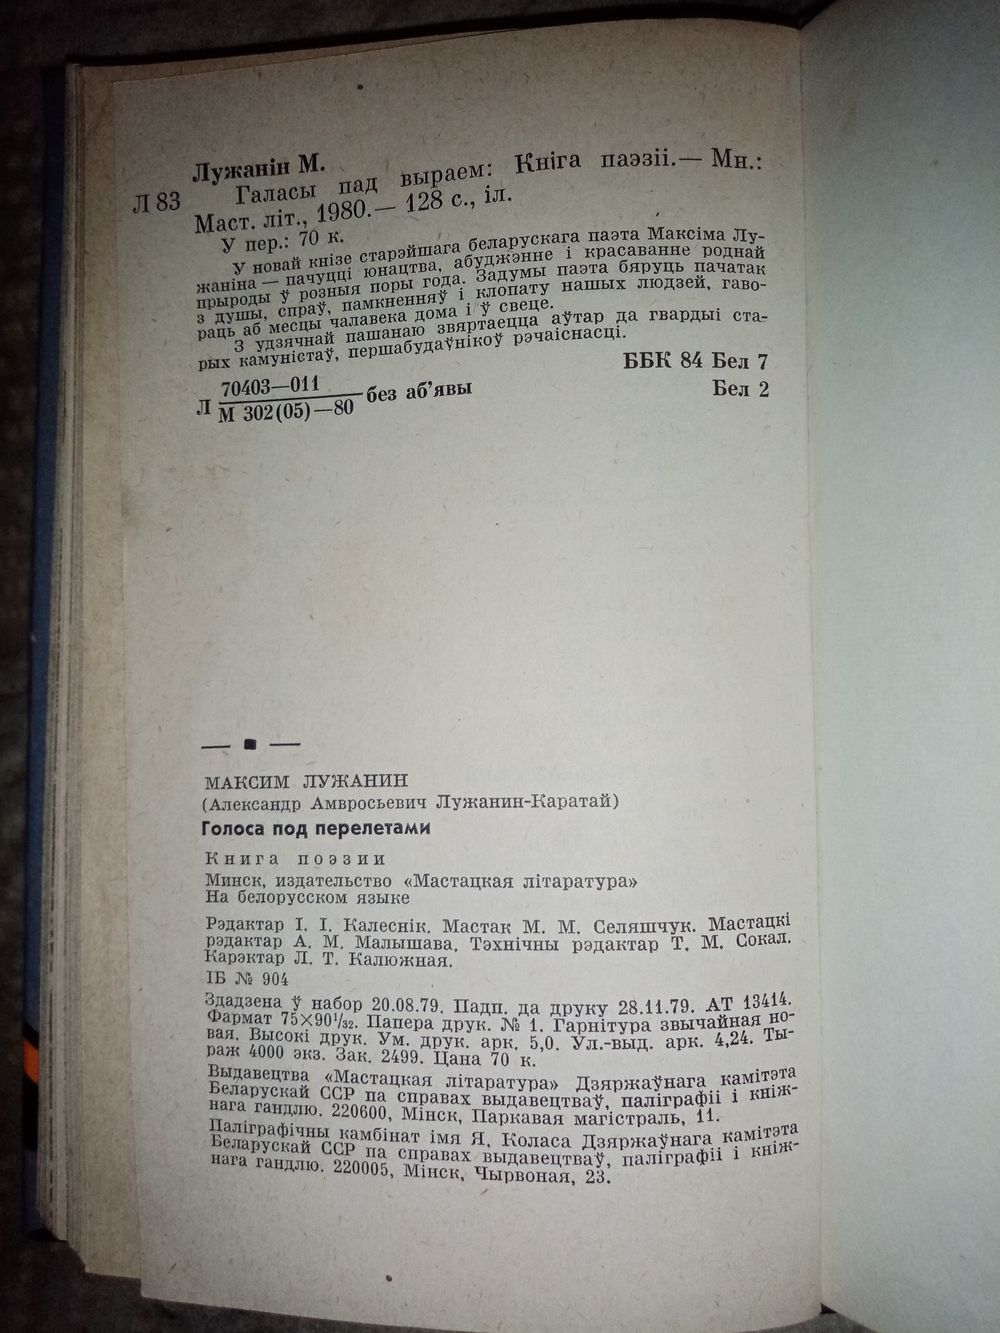 Лужанін М.
Л 83 Галасы пад выраем: Кніга паэзіі.— Мн.:
Маст. літ., 1980.— 128 с., іл.
У пер.: 70 к.
У новай кнізе старэйшага беларускага паэта Максіма Лу-
жаніна — пачуцці юнацтва, абуджэнне і красаванне роднай
прыроды ў розныя поры года. Задумы паэта бяруць пачатак
з душы, спраў, памкненняў і клопату нашых людзей, гаво-
раць аб месцы чалавека дома і ў свеце.
З удзячнай пашанаю звяртаецца аўтар да гвардыі ста-
рых камуністаў, першабудаўнікоў рэчаіснасці.
ББК 84 Бел 7
Л 70403—011
М 302(05)—80 без аб'явы
Бел 2
МАКСИМ ЛУЖАНИН
(Александр Амвросьевич Лужанин-Каратай)
Голоса под перелетами
Книга поэзии
Минск, издательство «Мастацкая літаратура»
На белорусском языке
Рэдактар І. І. Калеснік. Мастак М. М. Селяшчук. Мастацкі
рэдактар А. М. Малышава. Тэхнічны рэдактар Т. М. Сокал.
Карэктар Л. Т. Калюжная.
ІБ № 904
Здадзена ў набор 20.08.79. Падп. да друку 28.11.79. АТ 13414.
Фармат 75×90¹/₃₂. Папера друк. № 1. Гарнітура звычайная но-
вая. Высокі друк. Ум. друк. арк. 5,0. Ул.-выд. арк. 4,24. Ты-
раж 4000 экз. Зак. 2499. Цана 70 к.
Выдавецтва «Мастацкая літаратура» Дзяржаўнага камітэта
Беларускай ССР па справах выдавецтваў, паліграфіі і кніж-
нага гандлю. 220600, Мінск, Паркавая магістраль, 11.
Паліграфічны камбінат імя Я. Коласа Дзяржаўнага камітэта
Беларускай ССР па справах выдавецтваў, паліграфіі і кніж-
нага гандлю. 220005, Мінск, Чырвоная, 23.